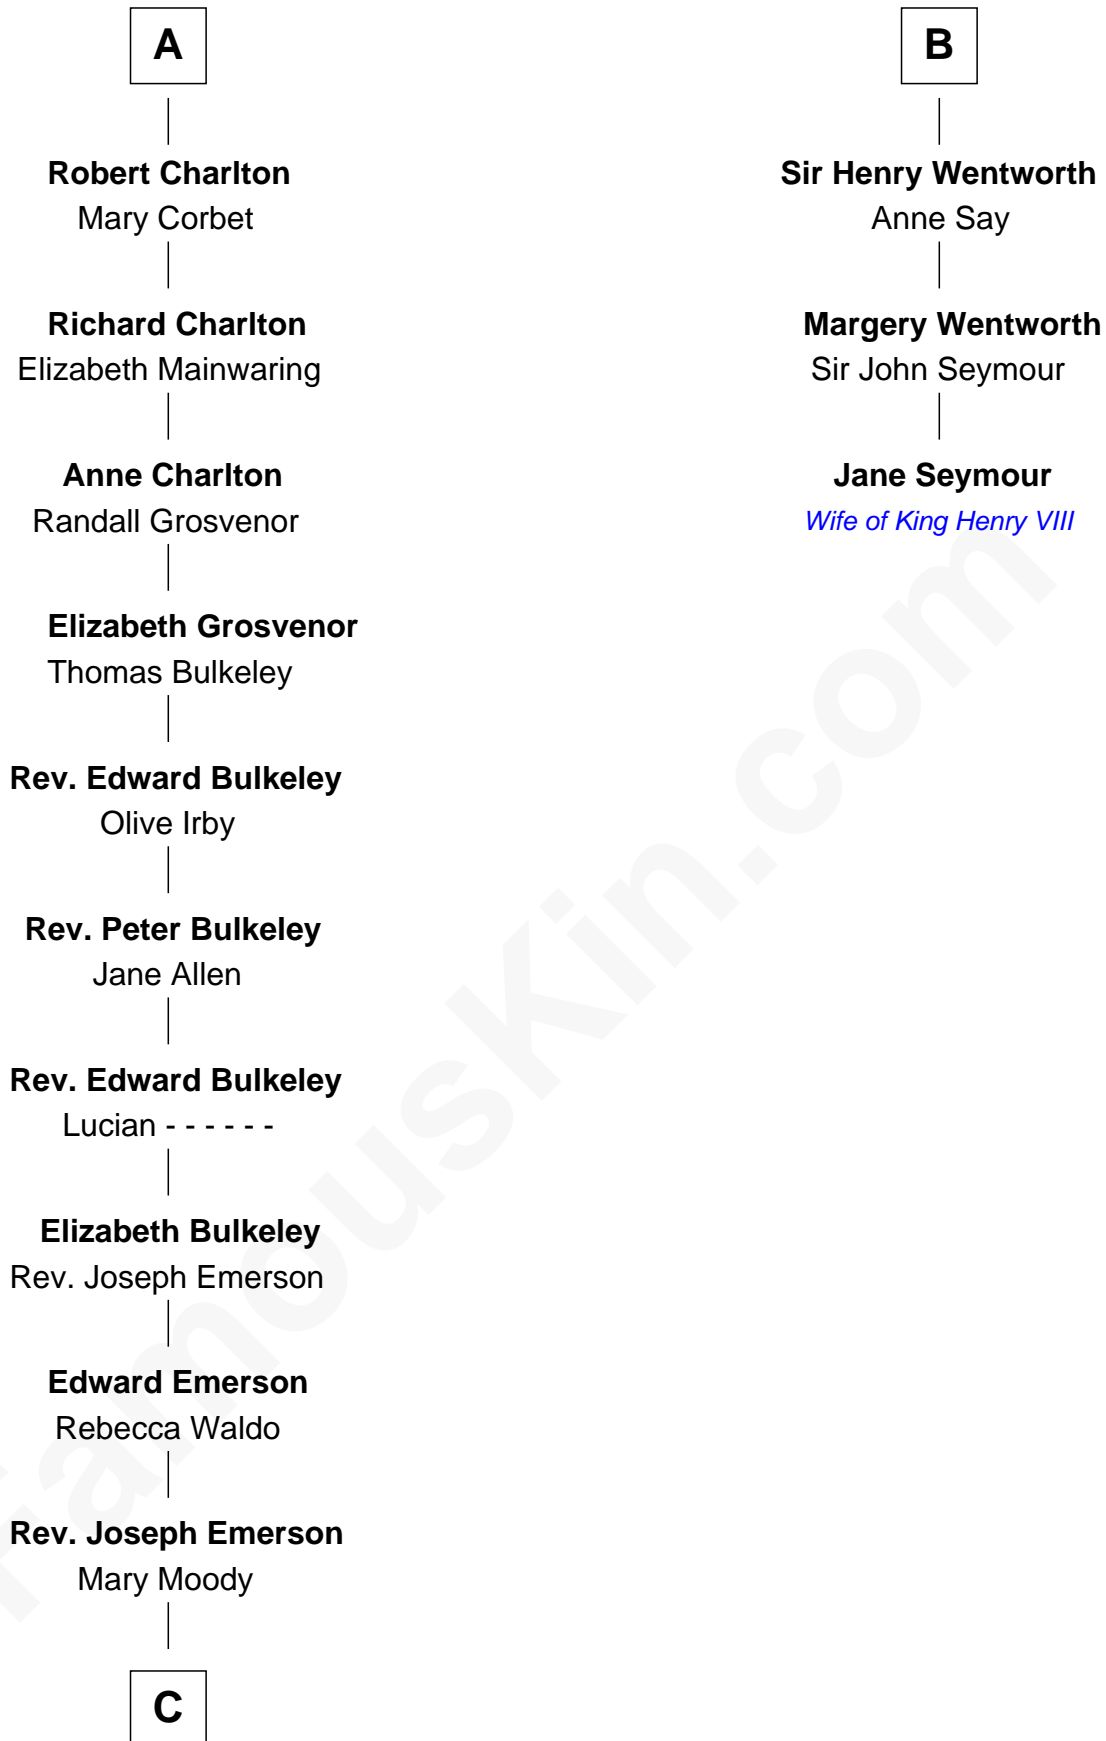 A
Robert Charlton
Mary Corbet
Richard Charlton
Elizabeth Mainwaring
Anne Charlton
Randall Grosvenor
Elizabeth Grosvenor
Thomas Bulkeley
Rev. Edward Bulkeley
Olive Irby
Rev. Peter Bulkeley
Jane Allen
Rev. Edward Bulkeley
Lucian - - - - - -
Elizabeth Bulkeley
Rev. Joseph Emerson
Edward Emerson
Rebecca Waldo
Rev. Joseph Emerson
Mary Moody
C
B
Sir Henry Wentworth
Anne Say
Margery Wentworth
Sir John Seymour
Jane Seymour
Wife of King Henry VIII
FamousKin.com